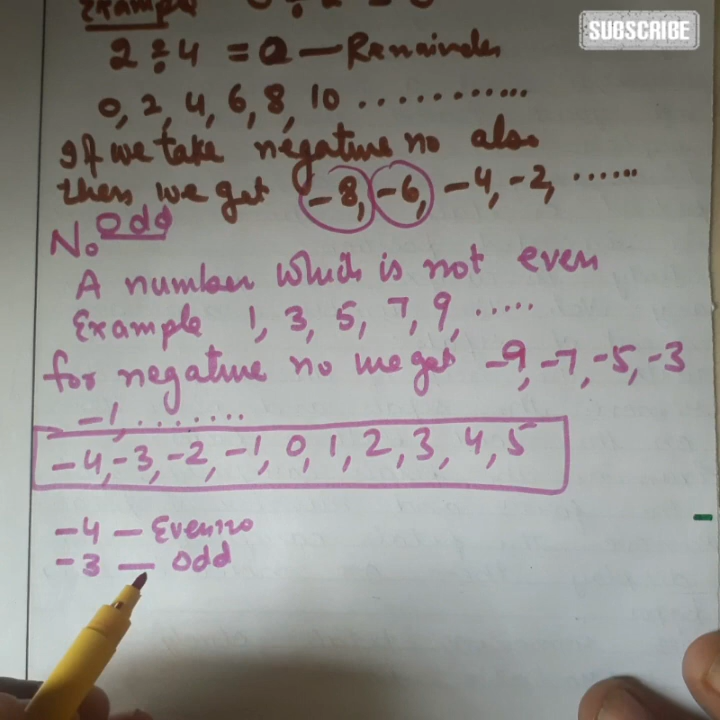 Example
SUBSCRIBE
2 ÷ 4 = 0 — Remainder
0, 2, 4, 6, 8, 10 ...........
If we take negative no also
then we get -8, -6, -4, -2, ......
No Odd
A number which is not even
Example 1, 3, 5, 7, 9, .....
for negative no we get -9, -7, -5, -3
-1, .......
-4, -3, -2, -1, 0, 1, 2, 3, 4, 5
-4 — Even no
-3 — Odd